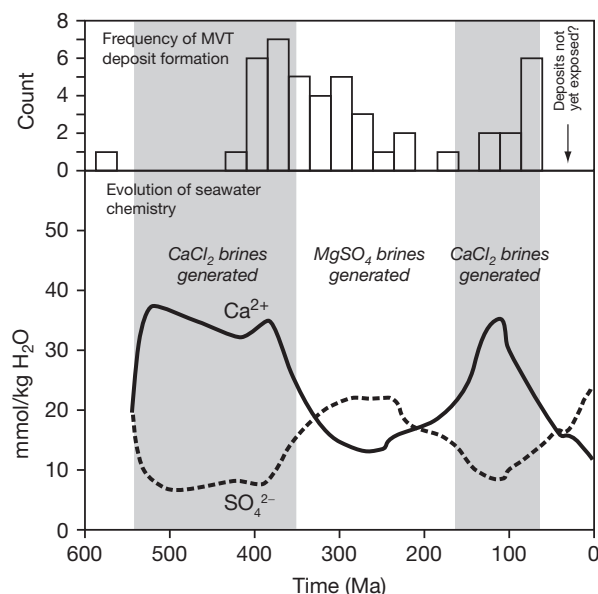 8
6
4
2
0
Count
Frequency of MVT
deposit formation
Deposits not
yet exposed?
Evolution of seawater
chemistry
CaCl₂ brines
generated
MgSO₄ brines
generated
CaCl₂ brines
generated
Ca²⁺
SO₄²⁻
50
40
30
20
10
0
mmol/kg H₂O
600 500 400 300 200 100 0
Time (Ma)